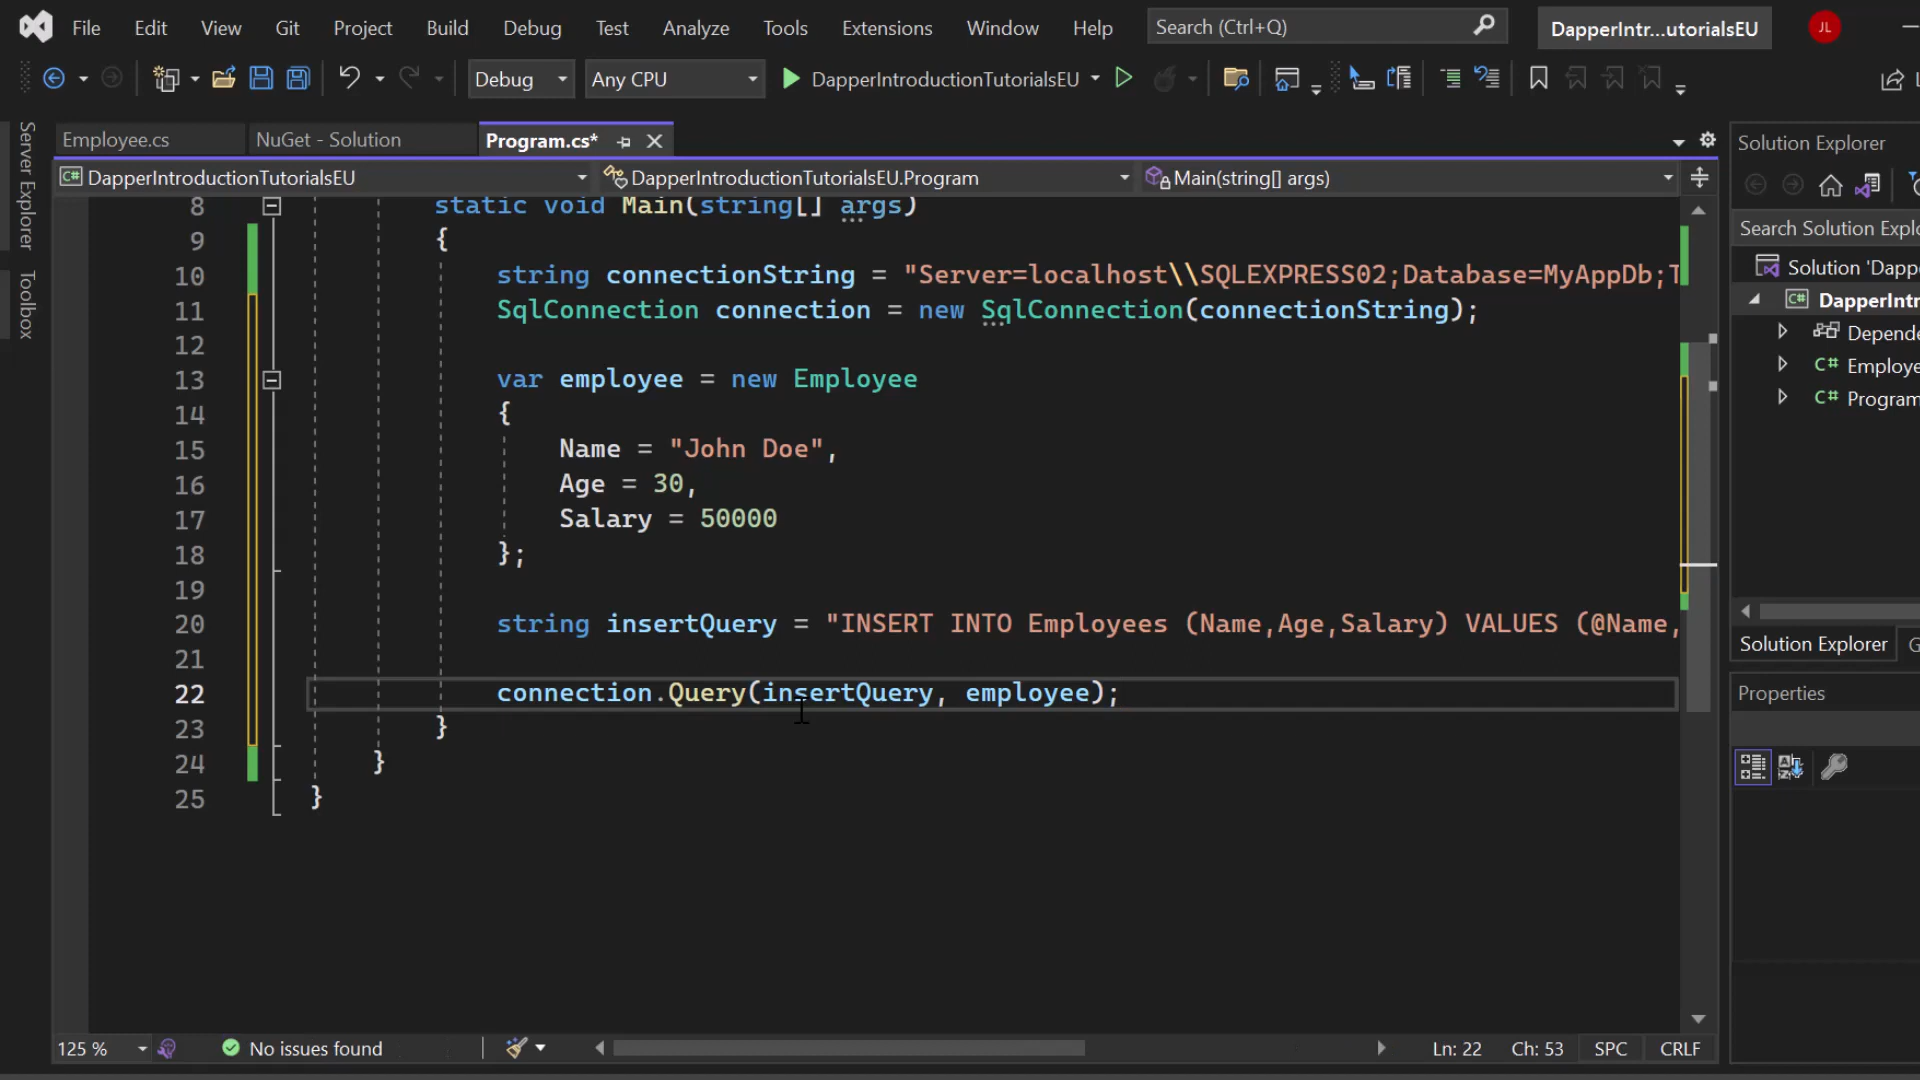 File Edit View Git Project Build Debug Test Analyze Tools Extensions Window Help Search (Ctrl+Q) DapperIntr...utorialsEU JL
Debug Any CPU DapperIntroductionTutorialsEU
Employee.cs NuGet - Solution Program.cs*
DapperIntroductionTutorialsEU DapperIntroductionTutorialsEU.Program Main(string[] args)
8 static void Main(string[] args)
9 {
10 string connectionString = "Server=localhost\\SQLEXPRESS02;Database=MyAppDb;T
11 SqlConnection connection = new SqlConnection(connectionString);
12
13 var employee = new Employee
14 {
15 Name = "John Doe",
16 Age = 30,
17 Salary = 50000
18 };
19
20 string insertQuery = "INSERT INTO Employees (Name,Age,Salary) VALUES (@Name,
21
22 connection.Query(insertQuery, employee);
23 }
24 }
25 }
125 % No issues found Ln: 22 Ch: 53 SPC CRLF
Server Explorer
Toolbox
Solution Explorer
Search Solution Explo
Solution 'Dapp
DapperIntr
Depende
C# Employe
C# Program
Solution Explorer G
Properties